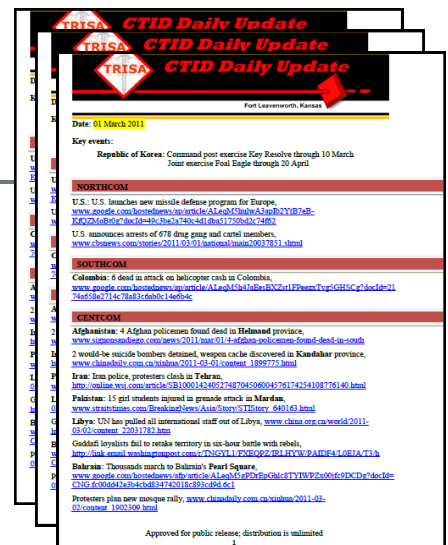 TRISA CTID Daily Update
TRISA CTID Daily Update
TRISA CTID Daily Update
Fort Leavenworth, Kansas
Date: 01 March 2011
Key events:
Republic of Korea: Command post exercise Key Resolve through 10 March
Joint exercise Foal Eagle through 20 April
NORTHCOM
U.S.: U.S. launches new missile defense program for Europe,
www.google.com/hostednews/ap/article/ALeqM5hulwA3apIb2YtB7eB-
KfQZMoBt0g?docId=49c3be2a740c4d1dba51750bd2c74f62
U.S. announces arrests of 678 drug gang and cartel members,
www.cbsnews.com/stories/2011/03/01/national/main20037851.shtml
SOUTHCOM
Colombia: 6 dead in attack on helicopter cash in Colombia,
www.google.com/hostednews/ap/article/ALeqM5h4JaEesBXZst1FPeezxTvg5GHSCg?docId=21
74a658e2714c78a83c6ab0c14e6b4c
CENTCOM
Afghanistan: 4 Afghan policemen found dead in Helmand province,
www.signonsandiego.com/news/2011/mar/01/4-afghan-policemen-found-dead-in-south
2 would-be suicide bombers detained, weapon cache discovered in Kandahar province,
www.chinadaily.com.cn/xinhua/2011-03-01/content_1899775.html
Iran: Iran police, protesters clash in Tehran,
http://online.wsj.com/article/SB10001424052748704506004576174254108776140.html
Pakistan: 15 girl students injured in grenade attack in Mardan,
www.straitstimes.com/BreakingNews/Asia/Story/STIStory_640163.html
Libya: UN has pulled all international staff out of Libya, www.china.org.cn/world/2011-
03/02/content_22031782.htm
Gaddafi loyalists fail to retake territory in six-hour battle with rebels,
http://link.email.washingtonpost.com/r/TNGYL1/FXEQPZ/IRLHYW/PAIDF4/L0EJA/T3/h
Bahrain: Thousands march to Bahrain's Pearl Square,
www.google.com/hostednews/afp/article/ALeqM5gPDrEpGhlc8TYIWPZx00jfc9DCDg?docId=
CNG.fc00dd42e3b4cbd834742018c893cd9d.6c1
Protesters plan new mosque rally, www.chinadaily.com.cn/xinhua/2011-03-
02/content_1902309.html
Approved for public release; distribution is unlimited
1